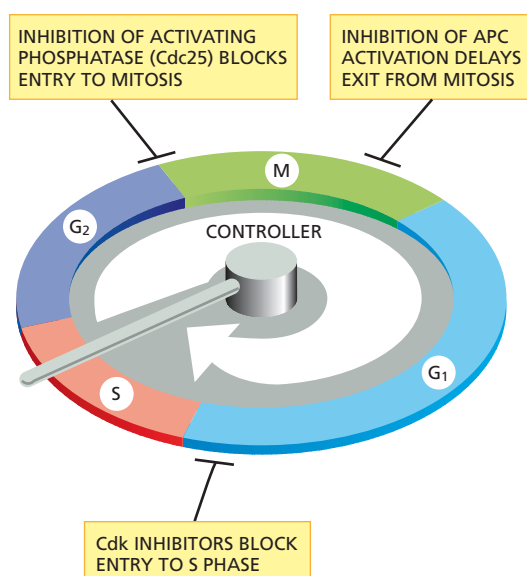 INHIBITION OF ACTIVATING
PHOSPHATASE (Cdc25) BLOCKS
ENTRY TO MITOSIS
INHIBITION OF APC
ACTIVATION DELAYS
EXIT FROM MITOSIS
M
G₂
CONTROLLER
G₁
S
Cdk INHIBITORS BLOCK
ENTRY TO S PHASE